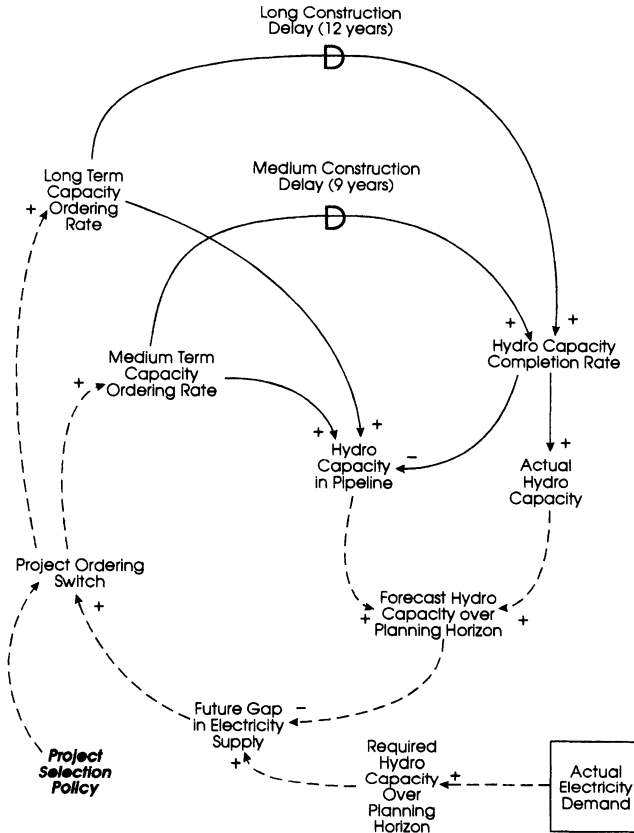 Long Construction
Delay (12 years)
D
Medium Construction
Delay (9 years)
D
Long Term
Capacity
Ordering
Rate
+
Medium Term
Capacity
Ordering Rate
+
+
+
Hydro Capacity
Completion Rate
+
+
−
Hydro
Capacity
in Pipeline
+
Actual
Hydro
Capacity
Project Ordering
Switch
+
Forecast Hydro
Capacity over
Planning Horizon
+
+
Future Gap
in Electricity
Supply
−
+
Project
Selection
Policy
Required
Hydro
Capacity
Over
Planning
Horizon
+
Actual
Electricity
Demand